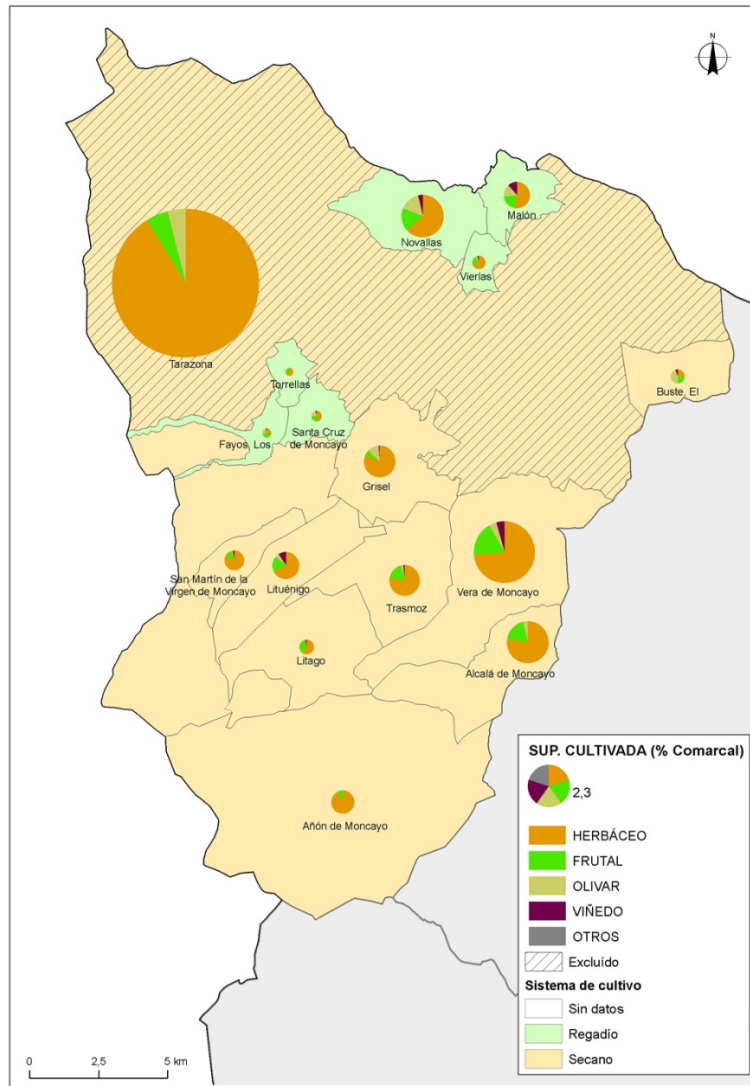 N
Malón
Novallas
Vierlas
Tarazona
Torrellas
Buste, El
Fayos, Los
Santa Cruz
de Moncayo
Grisel
San Martín de la
Virgen de Moncayo
Lituénigo
Trasmoz
Vera de Moncayo
Litago
Alcalá de Moncayo
Añón de Moncayo
SUP. CULTIVADA (% Comarcal)
2,3
HERBÁCEO
FRUTAL
OLIVAR
VIÑEDO
OTROS
Excluído
Sistema de cultivo
Sin datos
Regadío
Secano
0 2,5 5 km